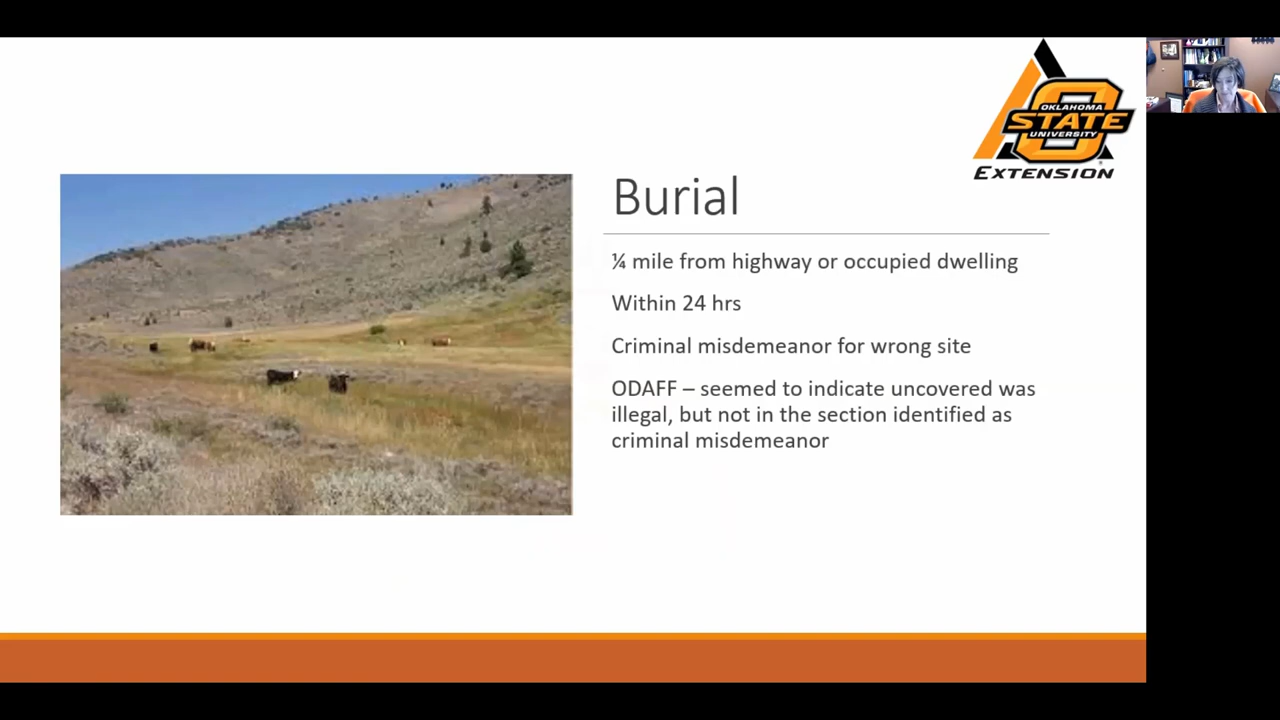 OKLAHOMA
STATE
UNIVERSITY
EXTENSION
Burial
¼ mile from highway or occupied dwelling
Within 24 hrs
Criminal misdemeanor for wrong site
ODAFF – seemed to indicate uncovered was
illegal, but not in the section identified as
criminal misdemeanor